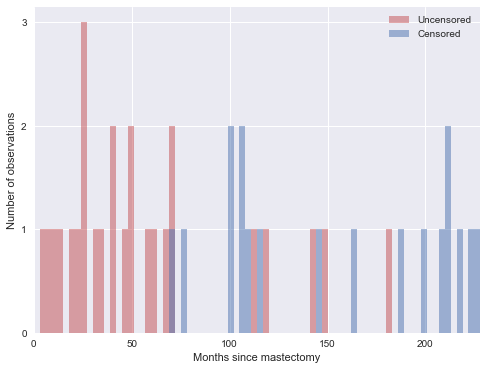 3
2
1
0
Number of observations
Uncensored
Censored
0 50 100 150 200
Months since mastectomy